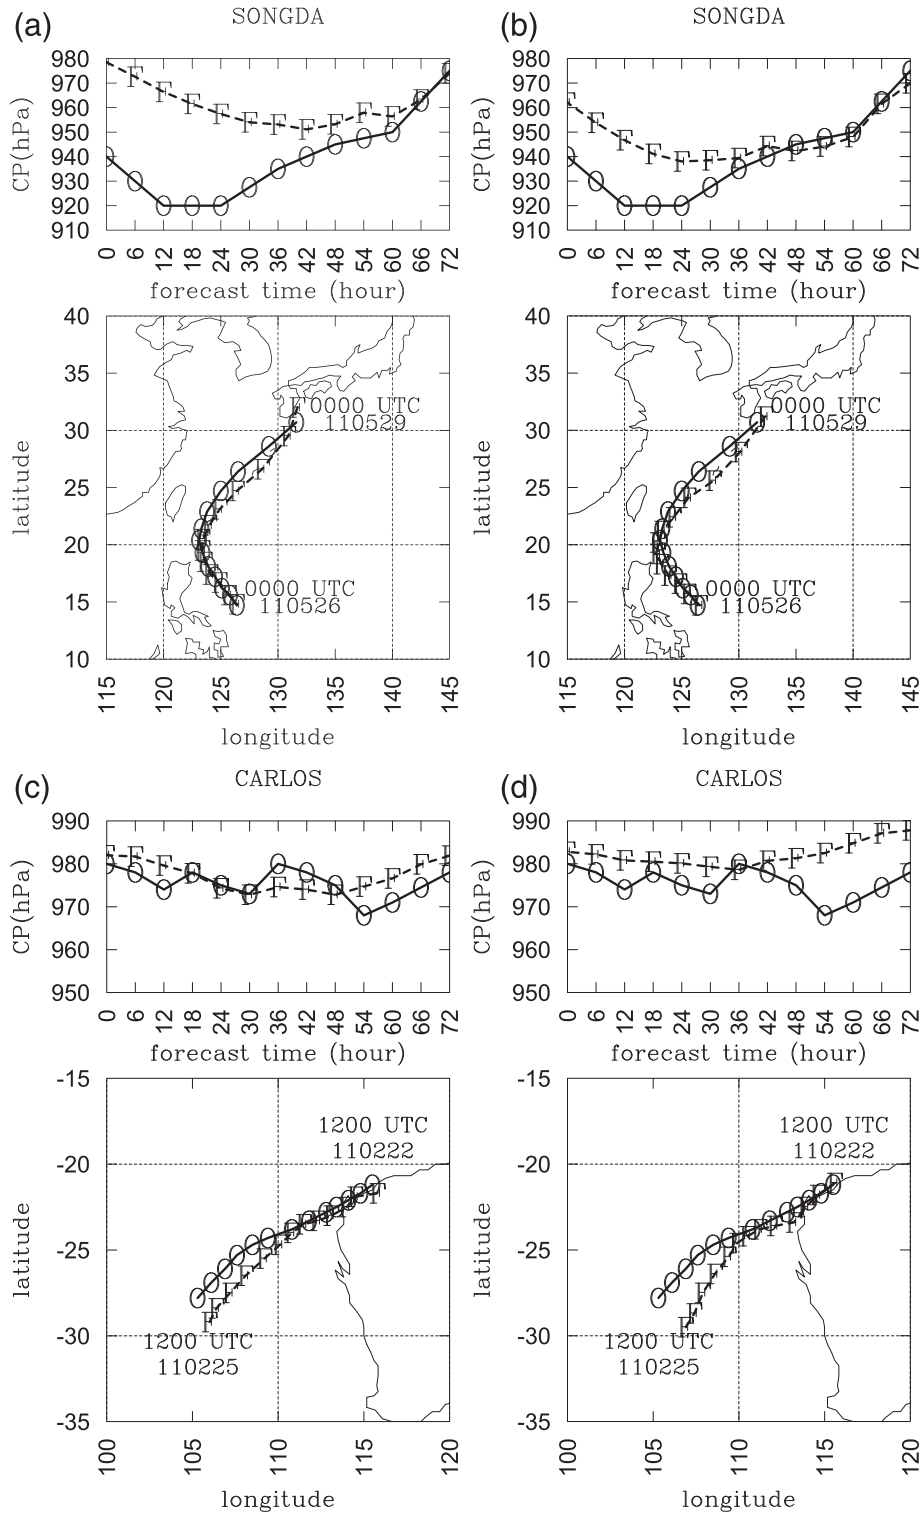 (a) SONGDA (b) SONGDA
980 980
970 970
960 960
950 950
940 940
930 930
920 920
910 910
CP(hPa) CP(hPa)
0 6 12 18 24 30 36 42 48 54 60 66 72 0 6 12 18 24 30 36 42 48 54 60 66 72
forecast time (hour) forecast time (hour)
40 40
35 35
30 30
25 25
20 20
15 15
10 10
latitude latitude
0000 UTC 0000 UTC
110529 110529
0000 UTC 0000 UTC
110526 110526
115 120 125 130 135 140 145 115 120 125 130 135 140 145
longitude longitude
(c) CARLOS (d) CARLOS
990 990
980 980
970 970
960 960
950 950
CP(hPa) CP(hPa)
0 6 12 18 24 30 36 42 48 54 60 66 72 0 6 12 18 24 30 36 42 48 54 60 66 72
forecast time (hour) forecast time (hour)
-15 -15
-20 -20
-25 -25
-30 -30
-35 -35
latitude latitude
1200 UTC 1200 UTC
110222 110222
1200 UTC 1200 UTC
110225 110225
100 105 110 115 120 100 105 110 115 120
longitude longitude